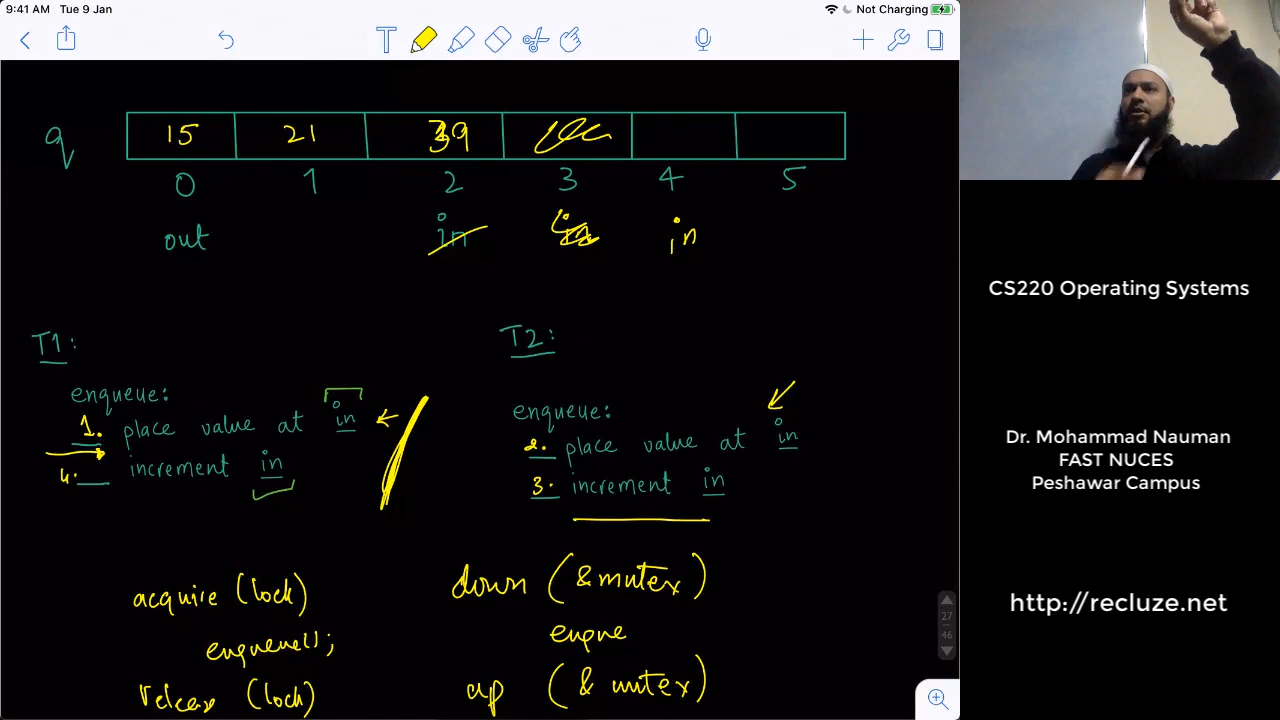 9:41 AM Tue 9 Jan Not Charging
q 15 21 39
0 1 2 3 4 5
out in in in
T1:
enqueue:
1. place value at in
4. increment in
T2:
enqueue:
2. place value at in
3. increment in
acquire (lock)
enqueue();
release (lock)
down (&mutex)
enque
up (& mutex)
27
46
CS220 Operating Systems
Dr. Mohammad Nauman
FAST NUCES
Peshawar Campus
http://recluze.net